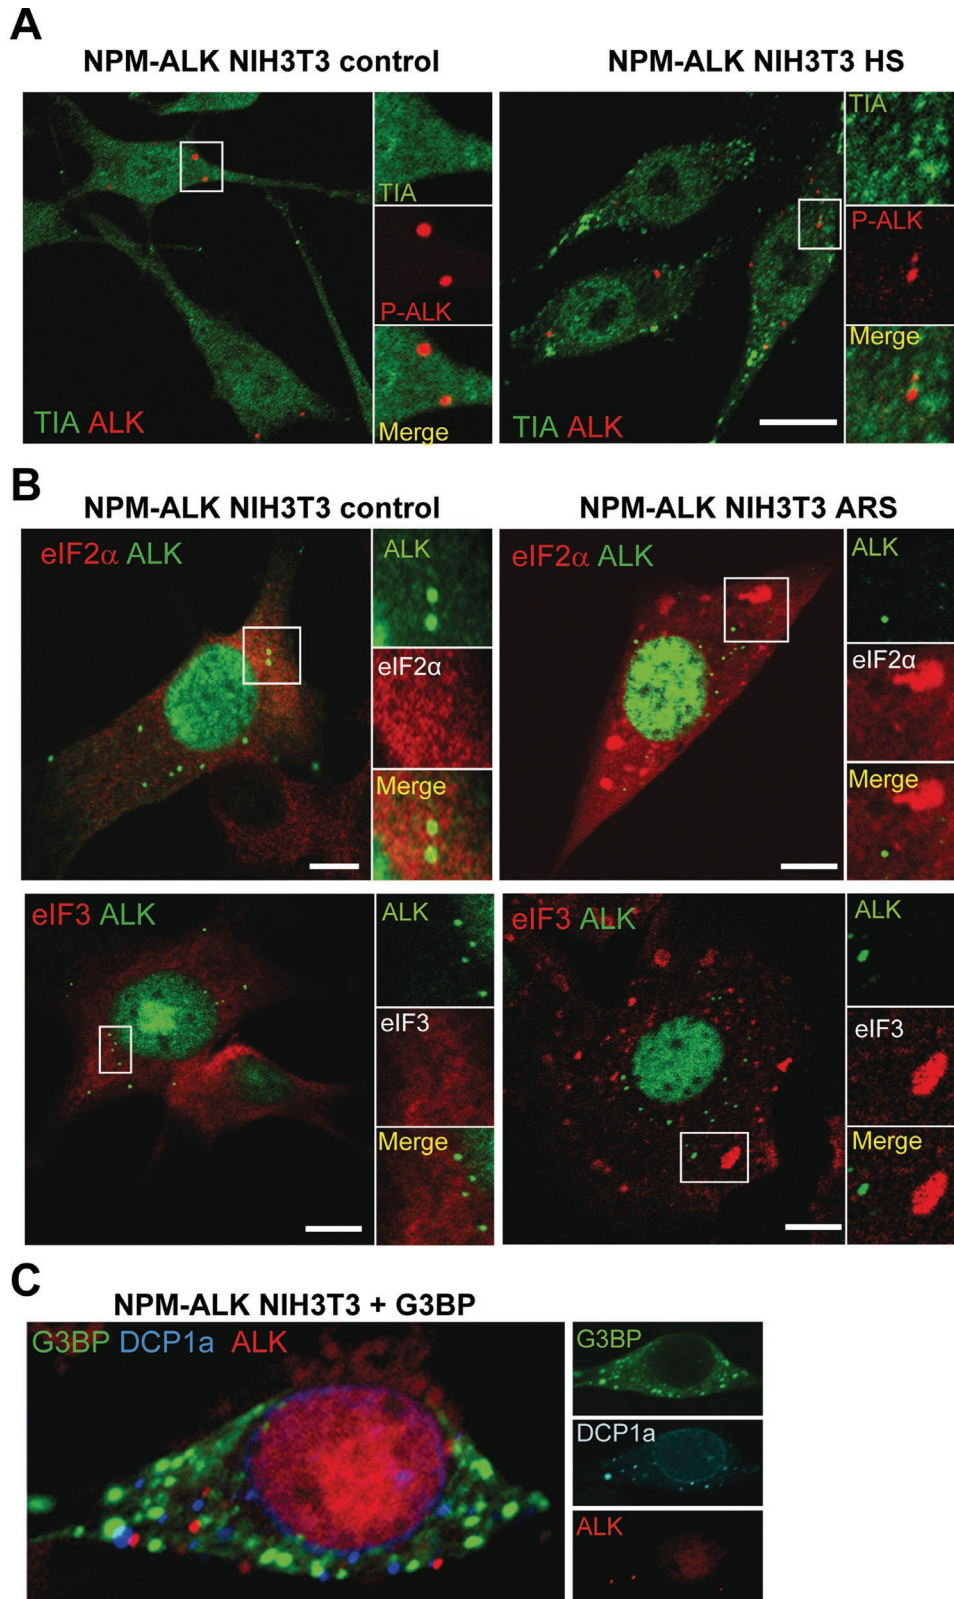 A
NPM-ALK NIH3T3 control
NPM-ALK NIH3T3 HS
TIA
P-ALK
Merge
TIA ALK
TIA
P-ALK
Merge
TIA ALK
B
NPM-ALK NIH3T3 control
NPM-ALK NIH3T3 ARS
eIF2α ALK
ALK
eIF2α
Merge
eIF2α ALK
ALK
eIF2α
Merge
eIF3 ALK
ALK
eIF3
Merge
eIF3 ALK
ALK
eIF3
Merge
C
NPM-ALK NIH3T3 + G3BP
G3BP DCP1a ALK
G3BP
DCP1a
ALK